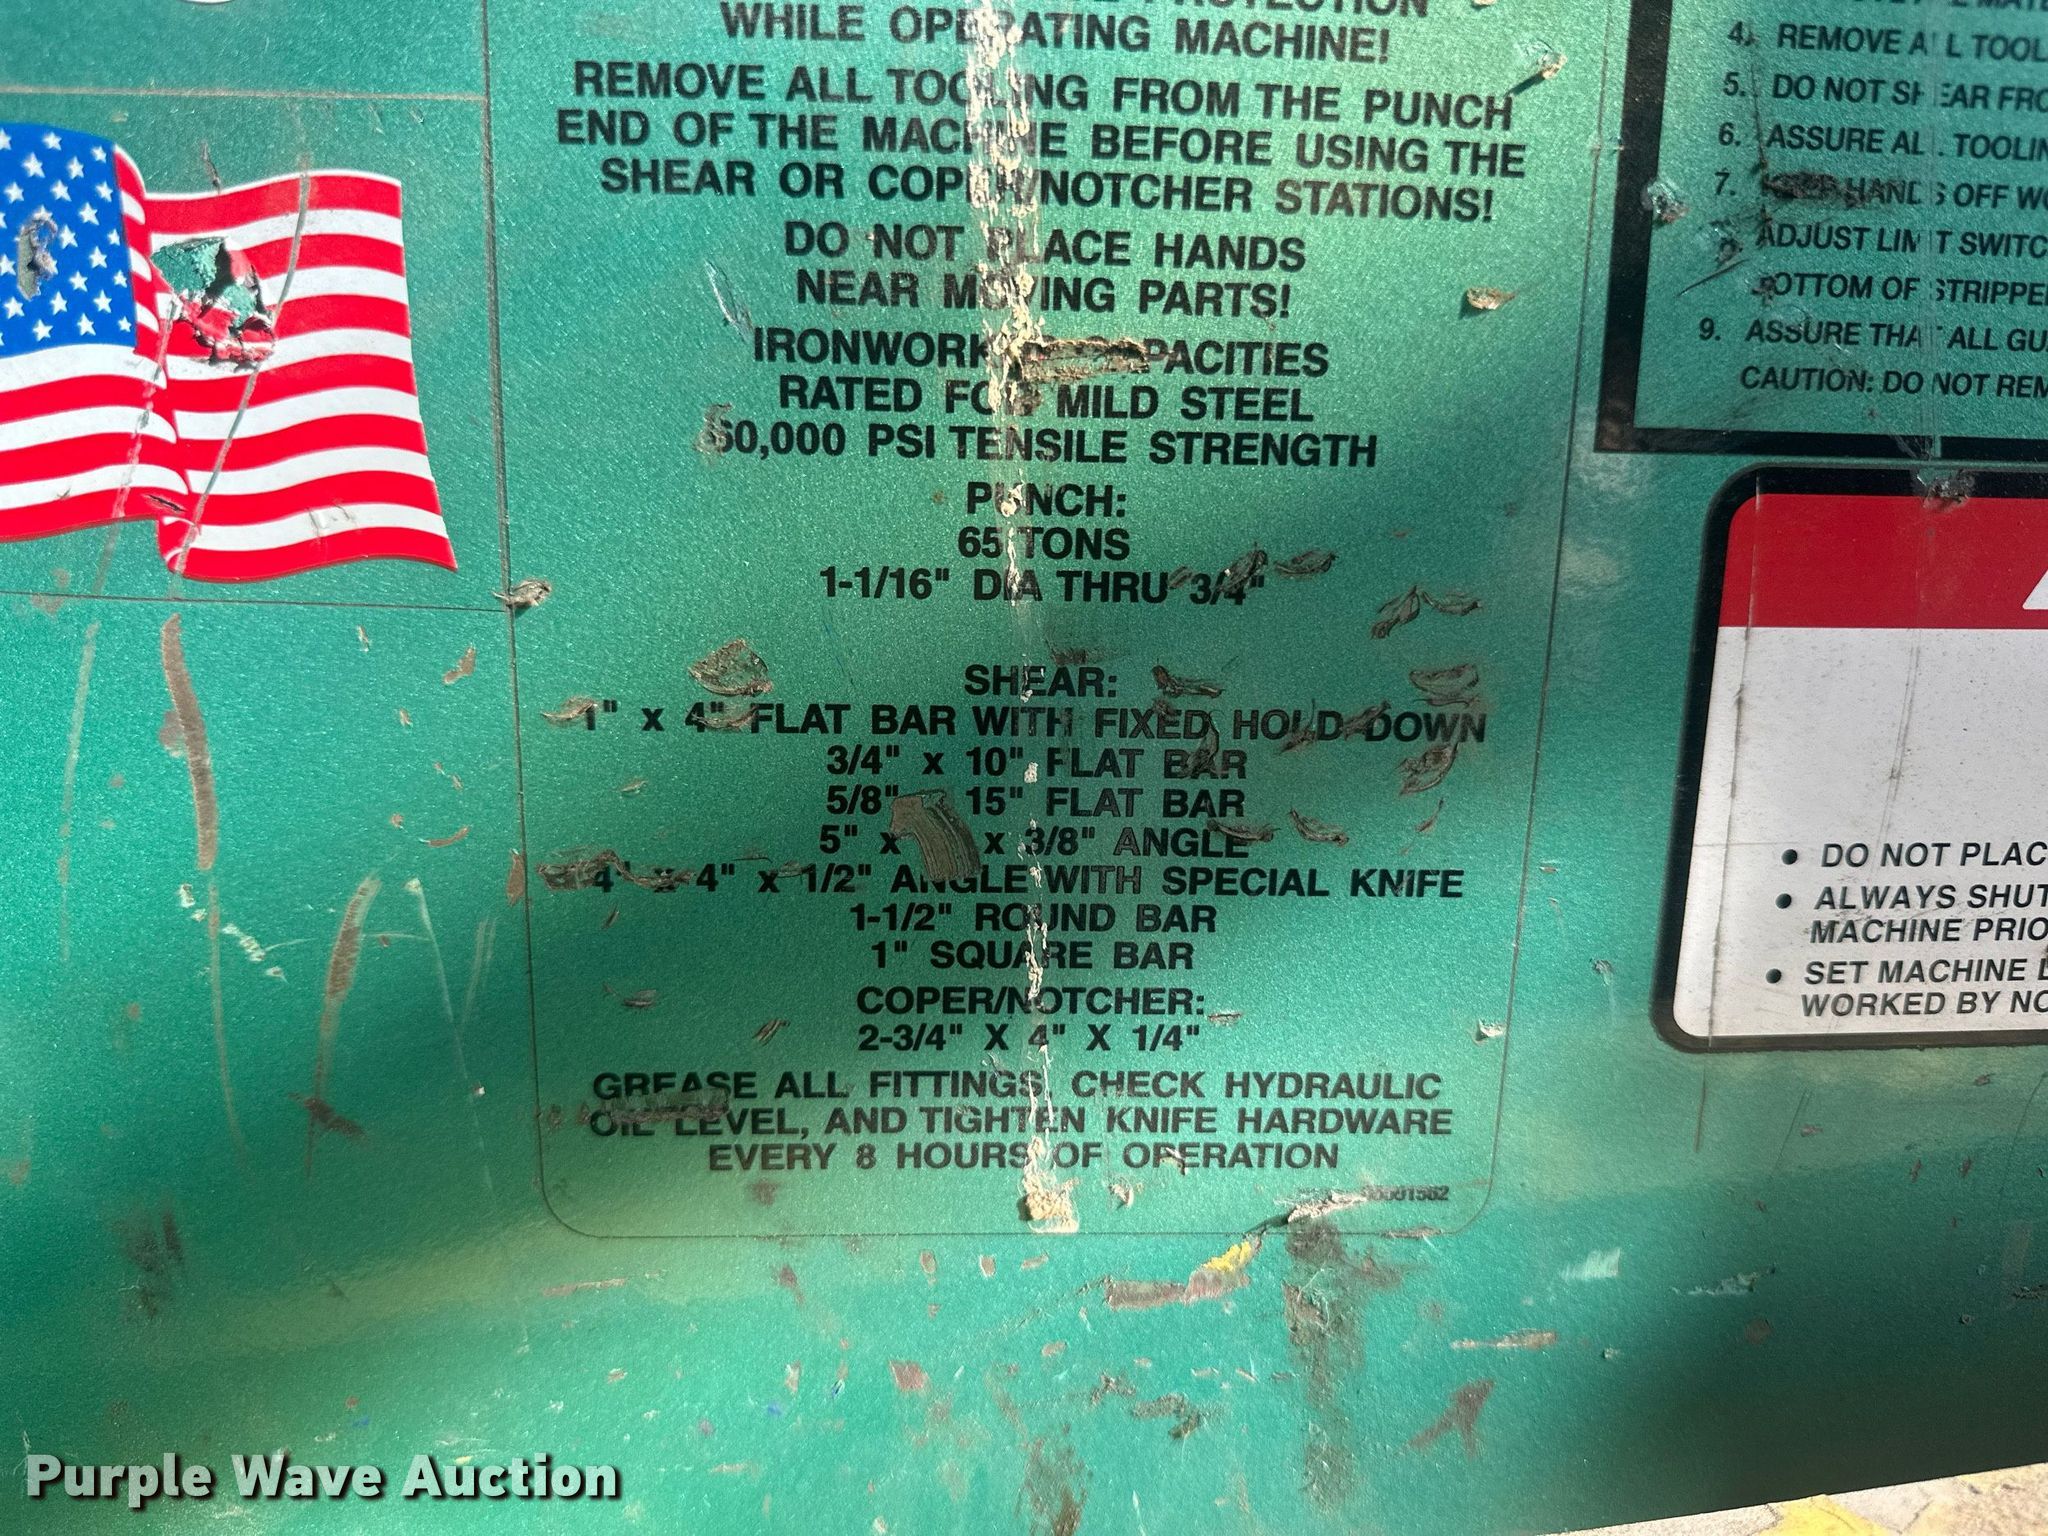 PROTECTION
WHILE OPERATING MACHINE!
REMOVE ALL TOOLING FROM THE PUNCH
END OF THE MACHINE BEFORE USING THE
SHEAR OR COPER/NOTCHER STATIONS!
DO NOT PLACE HANDS
NEAR MOVING PARTS!
IRONWORKER CAPACITIES
RATED FOR MILD STEEL
60,000 PSI TENSILE STRENGTH
PUNCH:
65 TONS
1-1/16" DIA THRU 3/4"
SHEAR:
1" x 4" FLAT BAR WITH FIXED HOLD DOWN
3/4" x 10" FLAT BAR
5/8" 15" FLAT BAR
5" x x 3/8" ANGLE
4" x 4" x 1/2" ANGLE WITH SPECIAL KNIFE
1-1/2" ROUND BAR
1" SQUARE BAR
COPER/NOTCHER:
2-3/4" X 4" X 1/4"
GREASE ALL FITTINGS, CHECK HYDRAULIC
OIL LEVEL, AND TIGHTEN KNIFE HARDWARE
EVERY 8 HOURS OF OPERATION
4. REMOVE ALL TOOL
5. DO NOT SHEAR FRO
6. ASSURE ALL TOOLIN
7. KEEP HANDS OFF WO
8. ADJUST LIMIT SWITC
BOTTOM OF STRIPPER
9. ASSURE THAT ALL GU
CAUTION: DO NOT REM
• DO NOT PLAC
• ALWAYS SHUT
MACHINE PRIO
• SET MACHINE L
WORKED BY NO
Purple Wave Auction